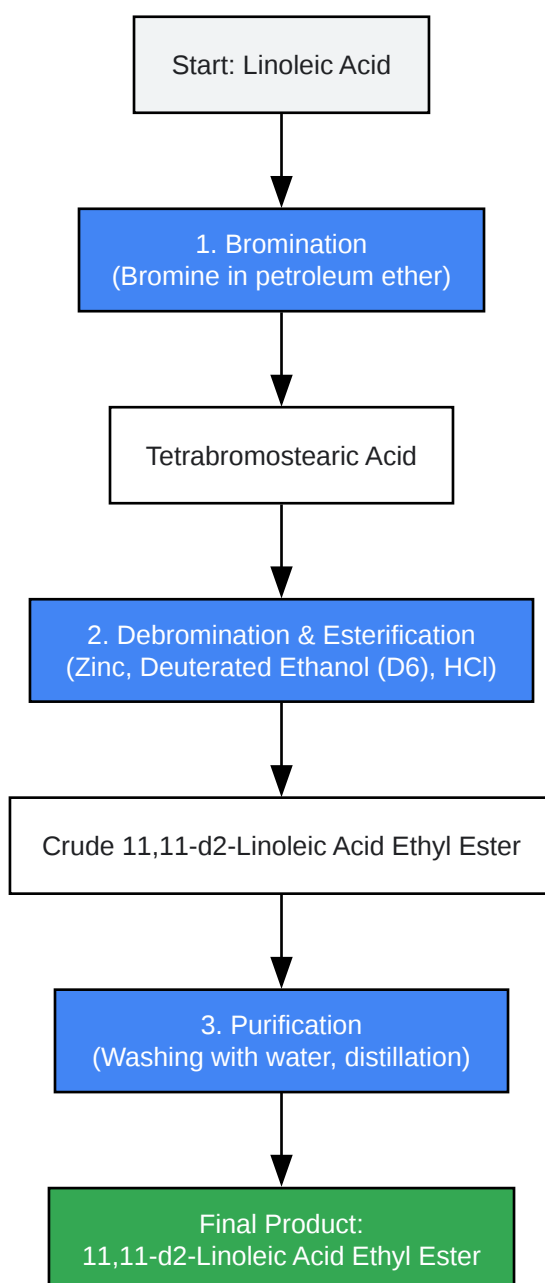 Start: Linoleic Acid
1. Bromination
(Bromine in petroleum ether)
Tetrabromostearic Acid
2. Debromination & Esterification
(Zinc, Deuterated Ethanol (D6), HCl)
Crude 11,11-d2-Linoleic Acid Ethyl Ester
3. Purification
(Washing with water, distillation)
Final Product:
11,11-d2-Linoleic Acid Ethyl Ester